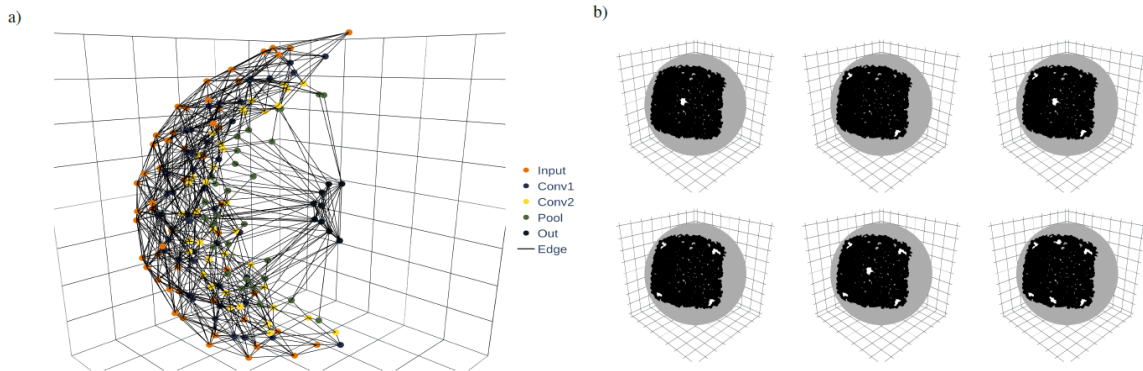 a)
b)
Input
Conv1
Conv2
Pool
Out
Edge